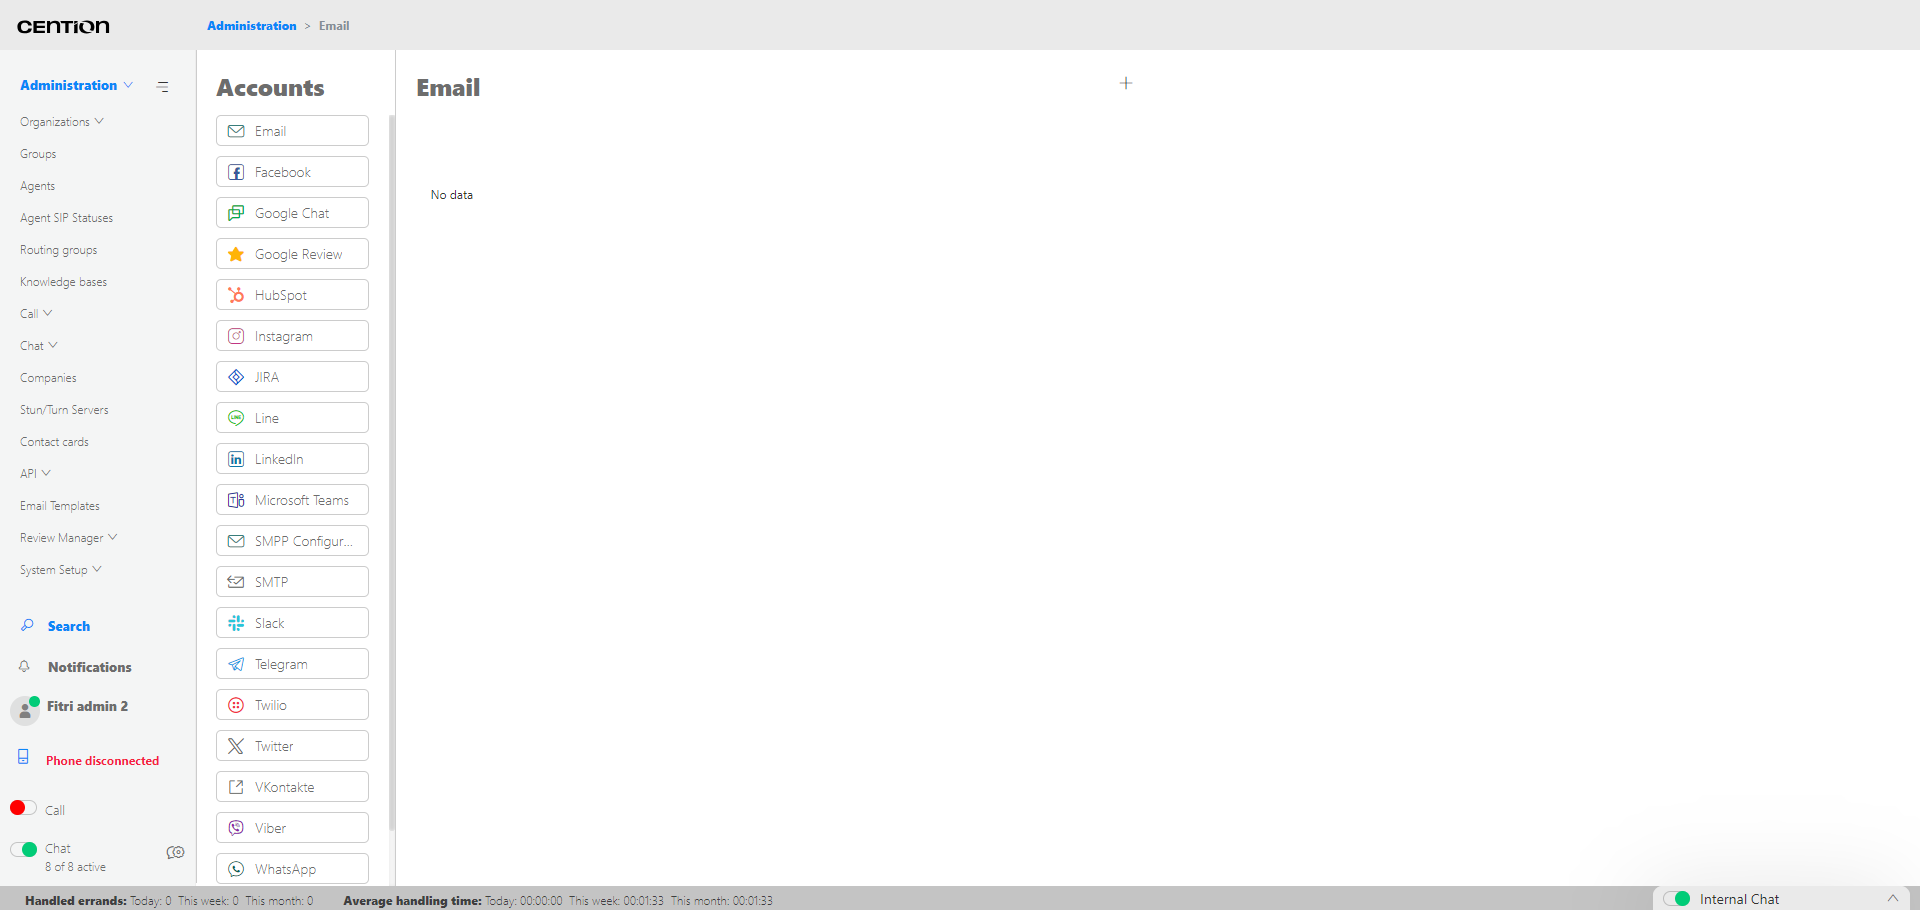 CENTION
Administration > Email
Administration
Organizations
Groups
Agents
Agent SIP Statuses
Routing groups
Knowledge bases
Call
Chat
Companies
Stun/Turn Servers
Contact cards
API
Email Templates
Review Manager
System Setup
Search
Notifications
Fitri admin 2
Phone disconnected
Call
Chat
8 of 8 active
Accounts
Email
Facebook
Google Chat
Google Review
HubSpot
Instagram
JIRA
Line
LinkedIn
Microsoft Teams
SMPP Configur...
SMTP
Slack
Telegram
Twilio
Twitter
VKontakte
Viber
WhatsApp
Email
No data
Handled errands: Today: 0 This week: 0 This month: 0 Average handling time: Today: 00:00:00 This week: 00:01:33 This month: 00:01:33
Internal Chat